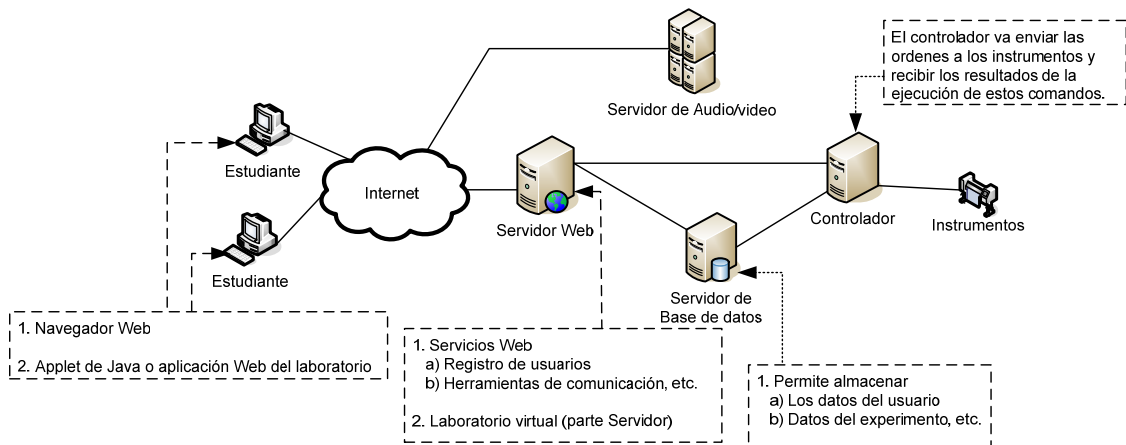 El controlador va enviar las
ordenes a los instrumentos y
recibir los resultados de la
ejecución de estos comandos.
Servidor de Audio/video
Estudiante
Internet
Servidor Web
Controlador
Instrumentos
Estudiante
Servidor de
Base de datos
1. Navegador Web
2. Applet de Java o aplicación Web del laboratorio
1. Servicios Web
a) Registro de usuarios
b) Herramientas de comunicación, etc.
2. Laboratorio virtual (parte Servidor)
1. Permite almacenar
a) Los datos del usuario
b) Datos del experimento, etc.